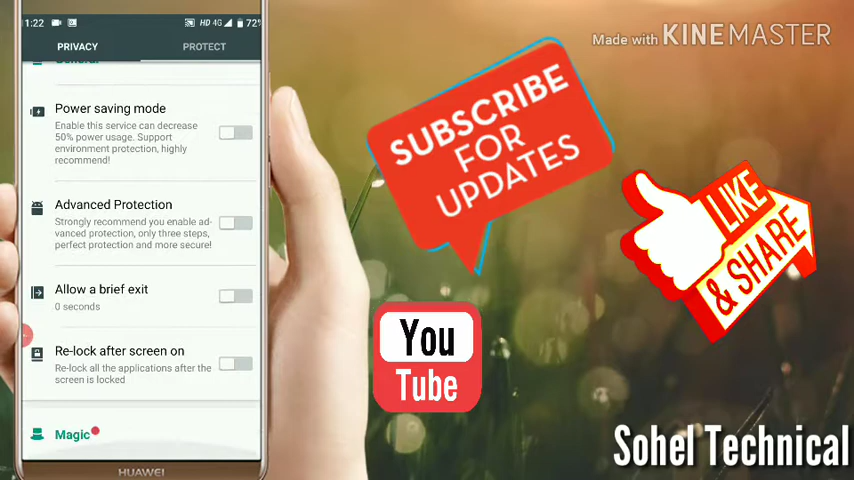 11:22
HD 4G
72%
PRIVACY
PROTECT
General
Power saving mode
Enable this service can decrease
50% power usage. Support
environment protection, highly
recommend!
Advanced Protection
Strongly recommend you enable ad-
vanced protection, only three steps,
perfect protection and more secure!
Allow a brief exit
0 seconds
Re-lock after screen on
Re-lock all the applications after the
screen is locked
Magic
HUAWEI
Made with KINEMASTER
SUBSCRIBE
FOR
UPDATES
LIKE
& SHARE
You
Tube
Sohel Technical